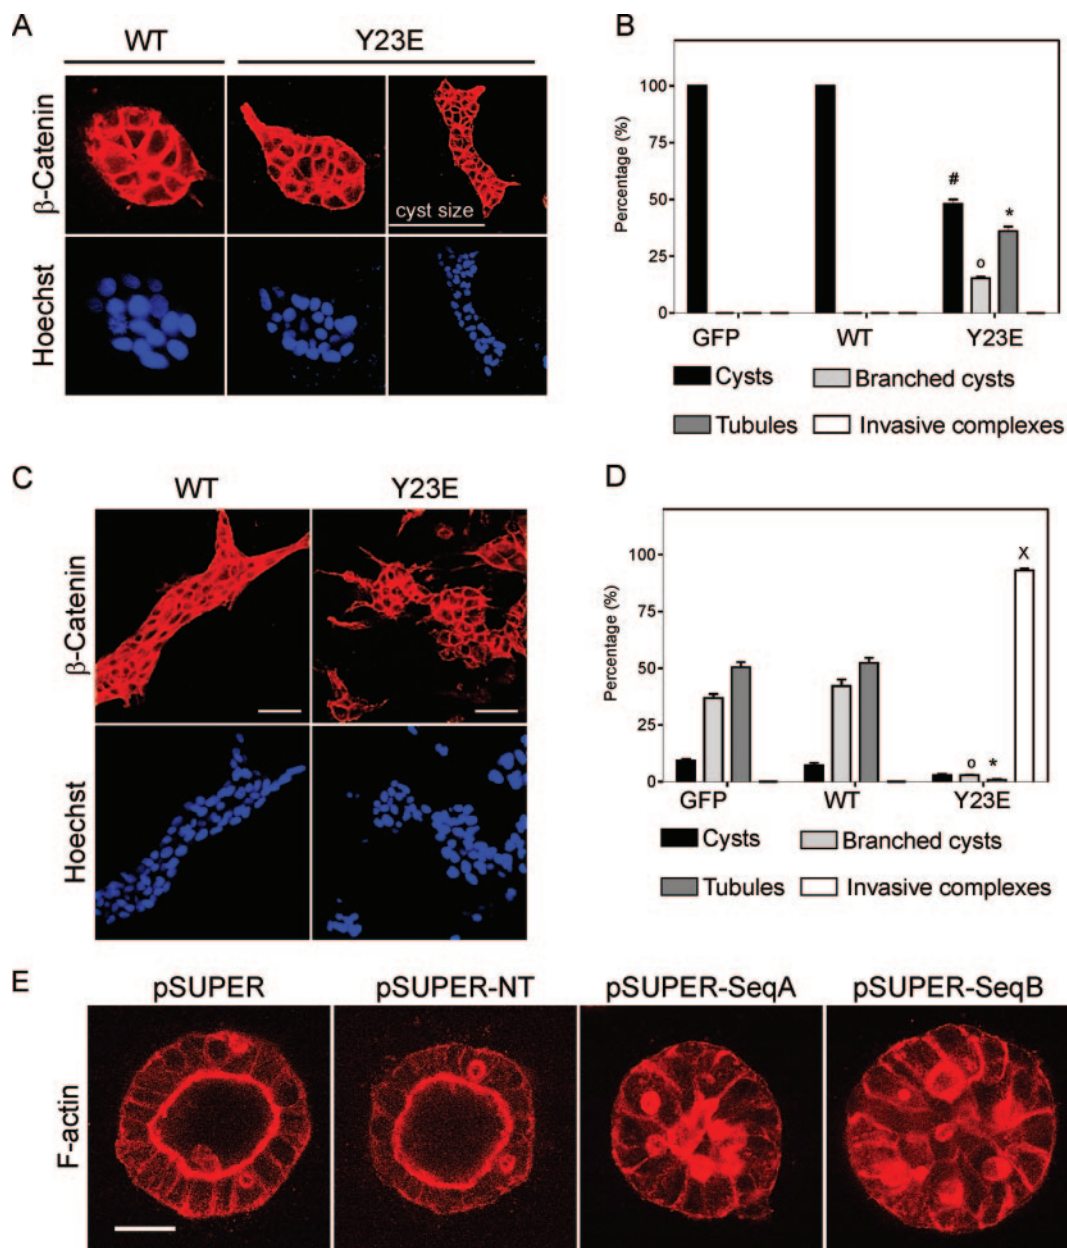 A
WT
Y23E
β-Catenin
cyst size
Hoechst
B
Percentage (%)
100
75
50
25
0
#
o
*
GFP
WT
Y23E
Cysts
Branched cysts
Tubules
Invasive complexes
C
WT
Y23E
β-Catenin
Hoechst
D
Percentage (%)
100
75
50
25
0
o
*
X
GFP
WT
Y23E
Cysts
Branched cysts
Tubules
Invasive complexes
E
pSUPER
pSUPER-NT
pSUPER-SeqA
pSUPER-SeqB
F-actin